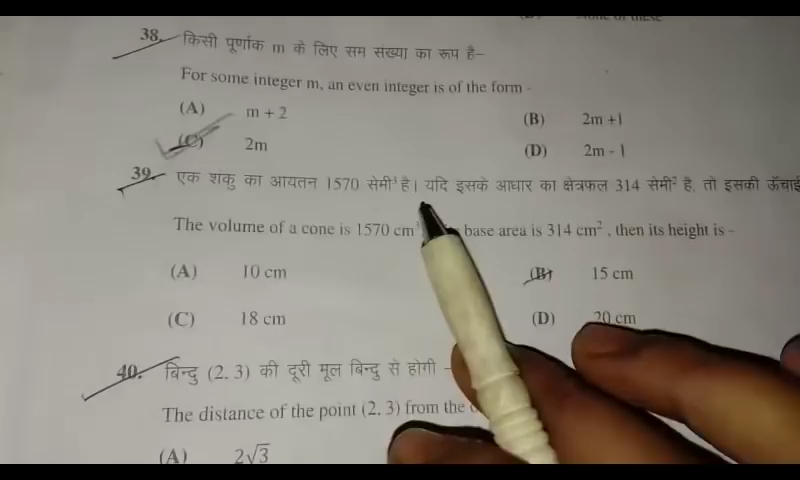 None of these
38. किसी पूर्णांक m के लिए सम संख्या का रूप है–
For some integer m, an even integer is of the form -
(A) m + 2 (B) 2m +1
(C) 2m (D) 2m - 1
39. एक शंकु का आयतन 1570 सेमी³ है। यदि इसके आधार का क्षेत्रफल 314 सेमी² है, तो इसकी ऊँचाई
The volume of a cone is 1570 cm³ base area is 314 cm², then its height is -
(A) 10 cm (B) 15 cm
(C) 18 cm (D) 20 cm
40. बिन्दु (2, 3) की दूरी मूल बिन्दु से होगी -
The distance of the point (2, 3) from the
(A) 2√3